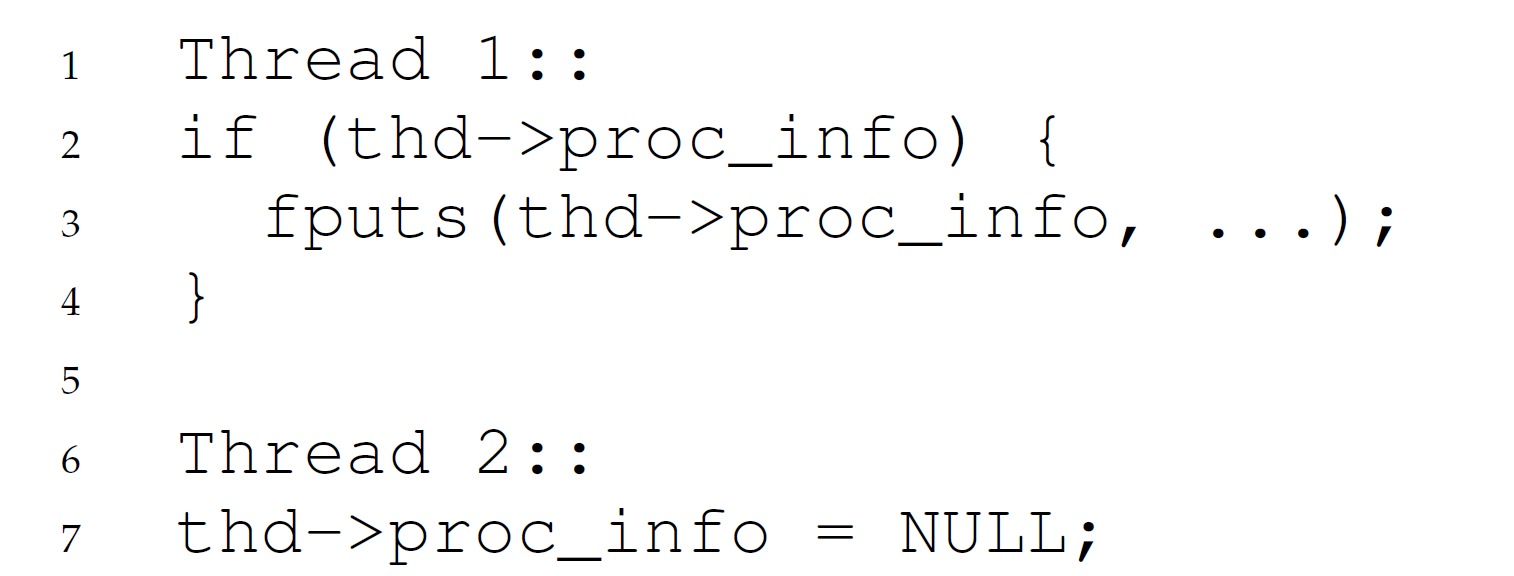 1 Thread 1::
2 if (thd->proc_info) {
3   fputs(thd->proc_info, ...);
4 }
5
6 Thread 2::
7 thd->proc_info = NULL;